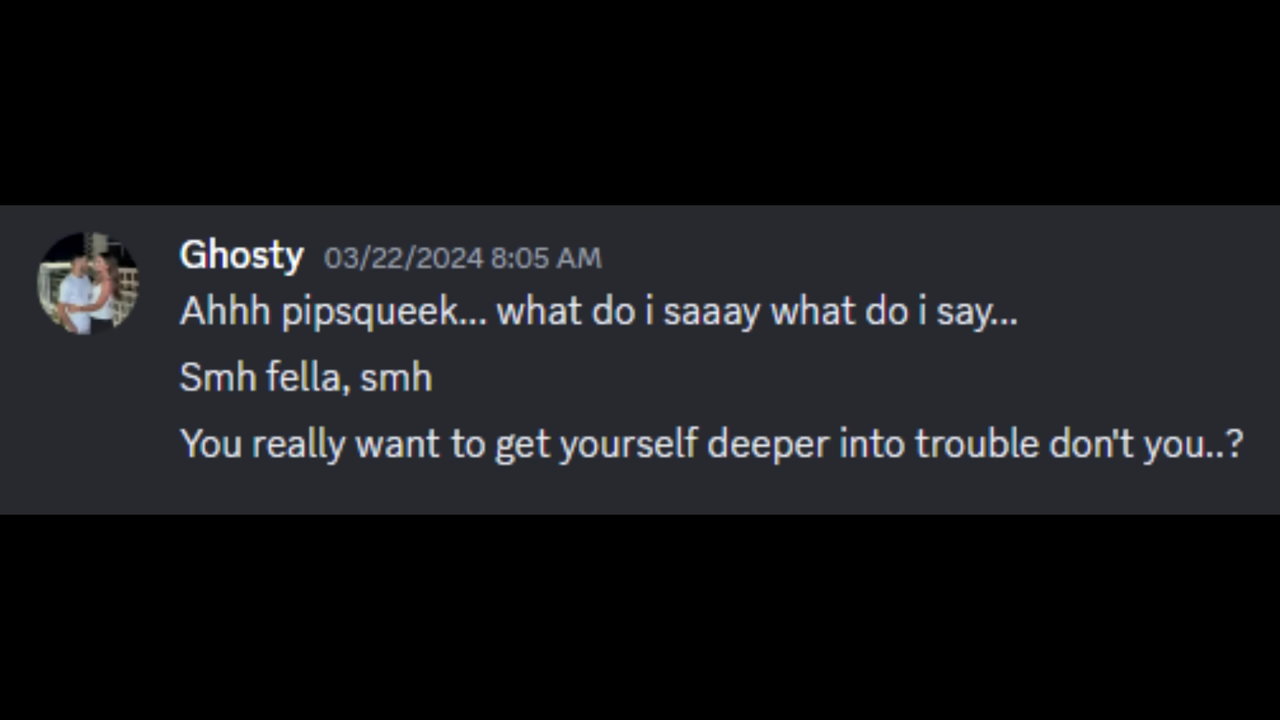 Ghosty 03/22/2024 8:05 AM
Ahhh pipsqueek... what do i saaay what do i say...
Smh fella, smh
You really want to get yourself deeper into trouble don't you..?